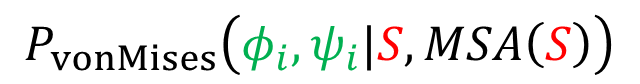 P_vonMises(ϕ_i, ψ_i|S, MSA(S))